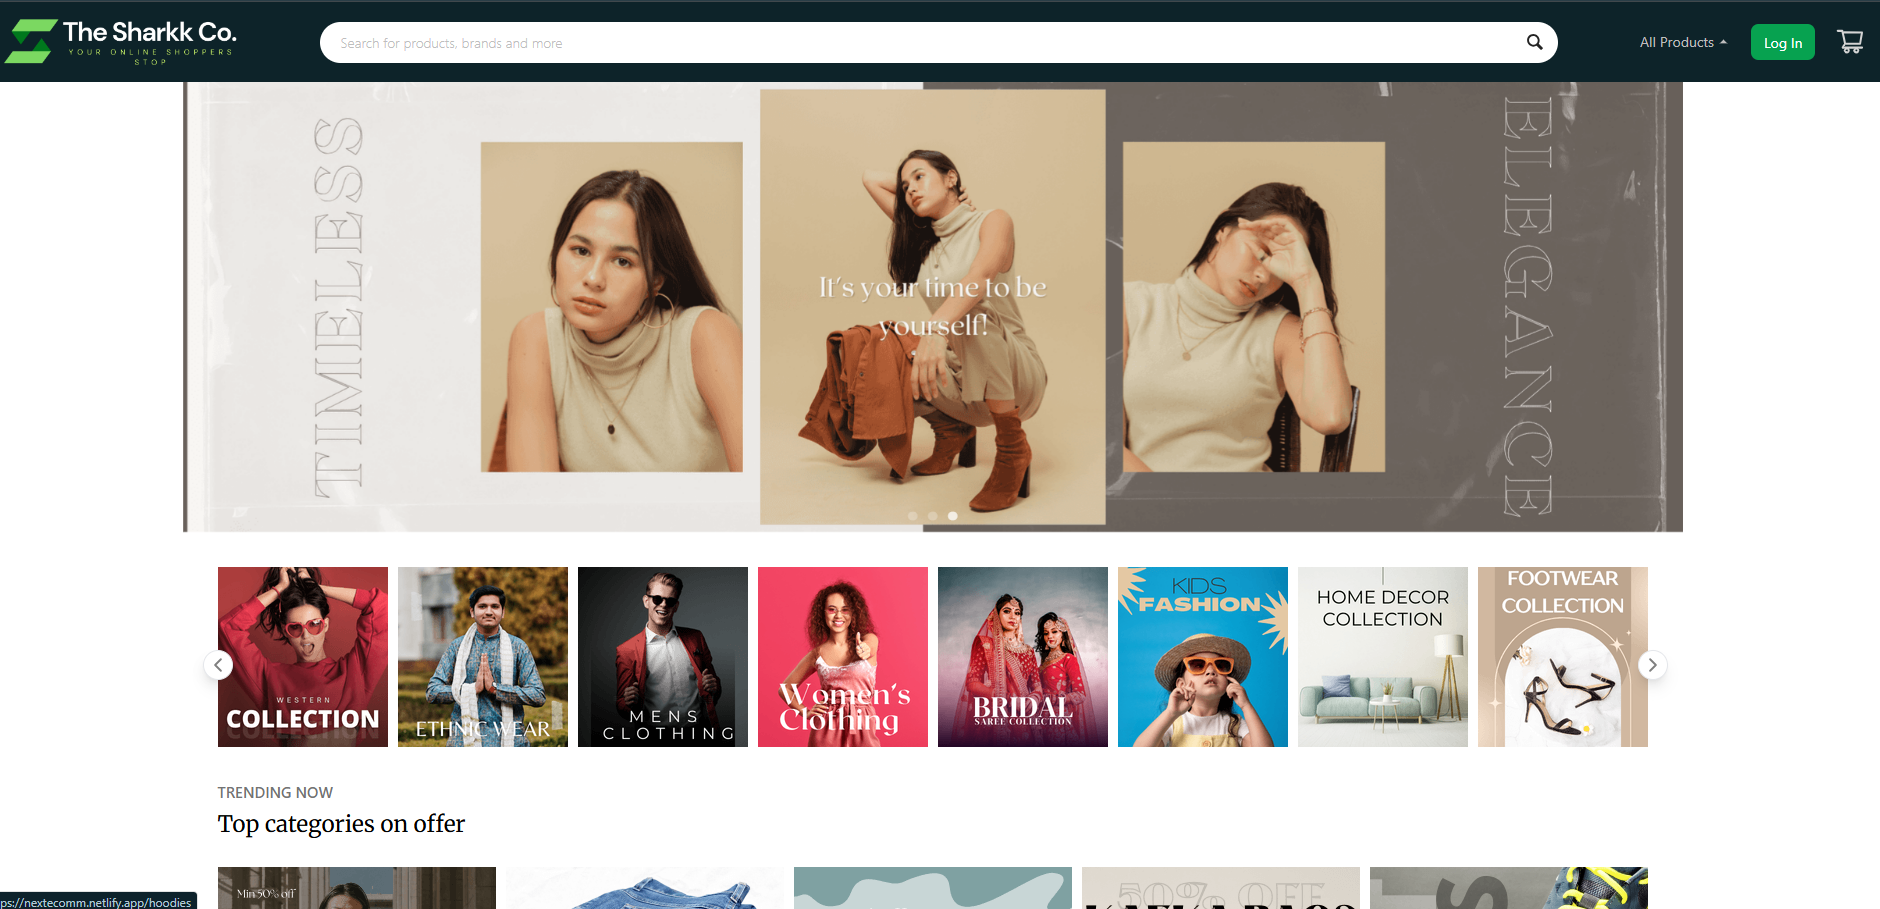 The Sharkk Co.
YOUR ONLINE SHOPPERS
STOP
Search for products, brands and more
All Products
Log In
TIMELESS
It's your time to be
yourself!
ELEGANCE
WESTERN
COLLECTION
ETHNIC WEAR
MENS
CLOTHING
Women's
Clothing
BRIDAL
SAREE COLLECTION
KIDS
FASHION
HOME DECOR
COLLECTION
FOOTWEAR
COLLECTION
TRENDING NOW
Top categories on offer
Min 50% off
50% OFF
ps://nextecomm.netlify.app/hoodies